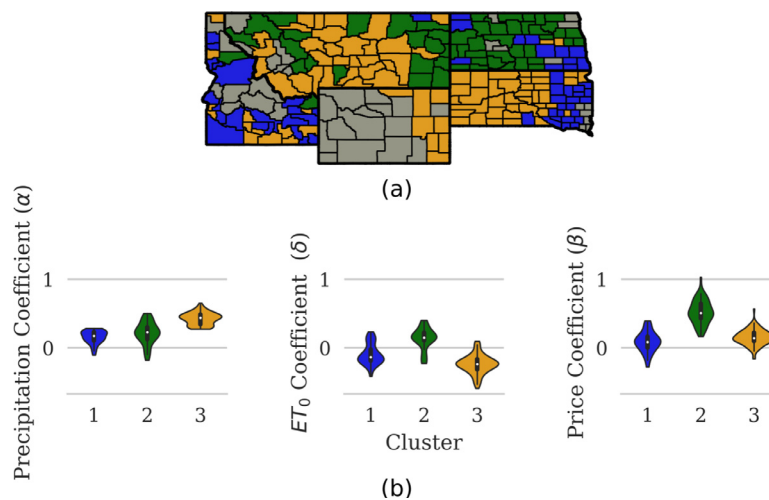 (a)
Precipitation Coefficient (α)
1
0
1 2 3
ET₀ Coefficient (δ)
1
0
1 2 3
Cluster
Price Coefficient (β)
1
0
1 2 3
(b)